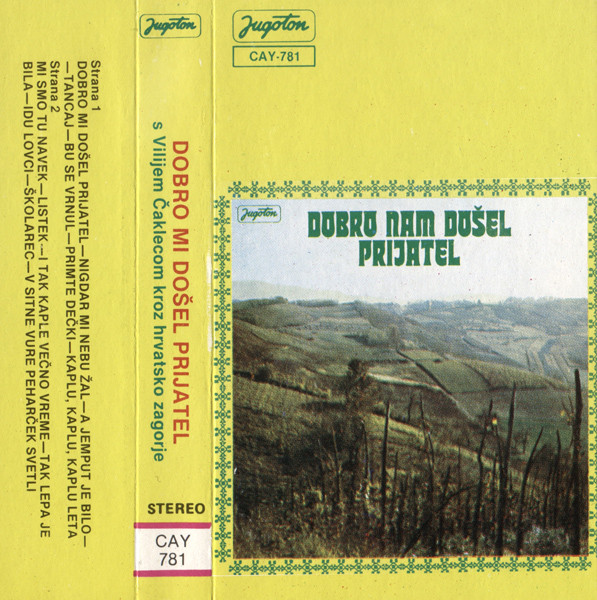 Strana 1
DOBRO MI DOŠEL PRIJATEL—NIGDAR MI NEBU ŽAL—A JEMPUT JE BILO—
—TANCAJ—BU SE VRNUL—PRIMTE DEČKI—KAPLU, KAPLU, KAPLU LETA
Strana 2
MI SMO TU NAVEK—LISTEK—I TAK KAPLE VEČNO VREME—TAK LEPA JE
BILA—IDU LOVCI—ŠKOLAREC—V SITNE VURE PEHARČEK SVETLI
Jugoton
DOBRO MI DOŠEL PRIJATEL
s Vilijem Čaklecom kroz hrvatsko zagorje
STEREO
CAY
781
Jugoton
CAY-781
Jugoton
DOBRO NAM DOŠEL
PRIJATEL